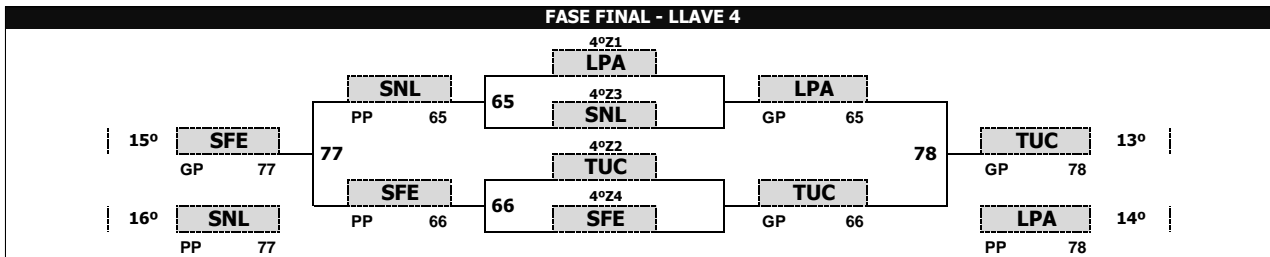 FASE FINAL - LLAVE 4
4ºZ1
LPA
SNL 65 4ºZ3 LPA
PP 65 SNL GP 65
15º SFE 77 4ºZ2 78 TUC 13º
GP 77 TUC GP 78
SFE 66 4ºZ4 TUC
16º SNL PP 66 SFE GP 66 LPA 14º
PP 77 PP 78